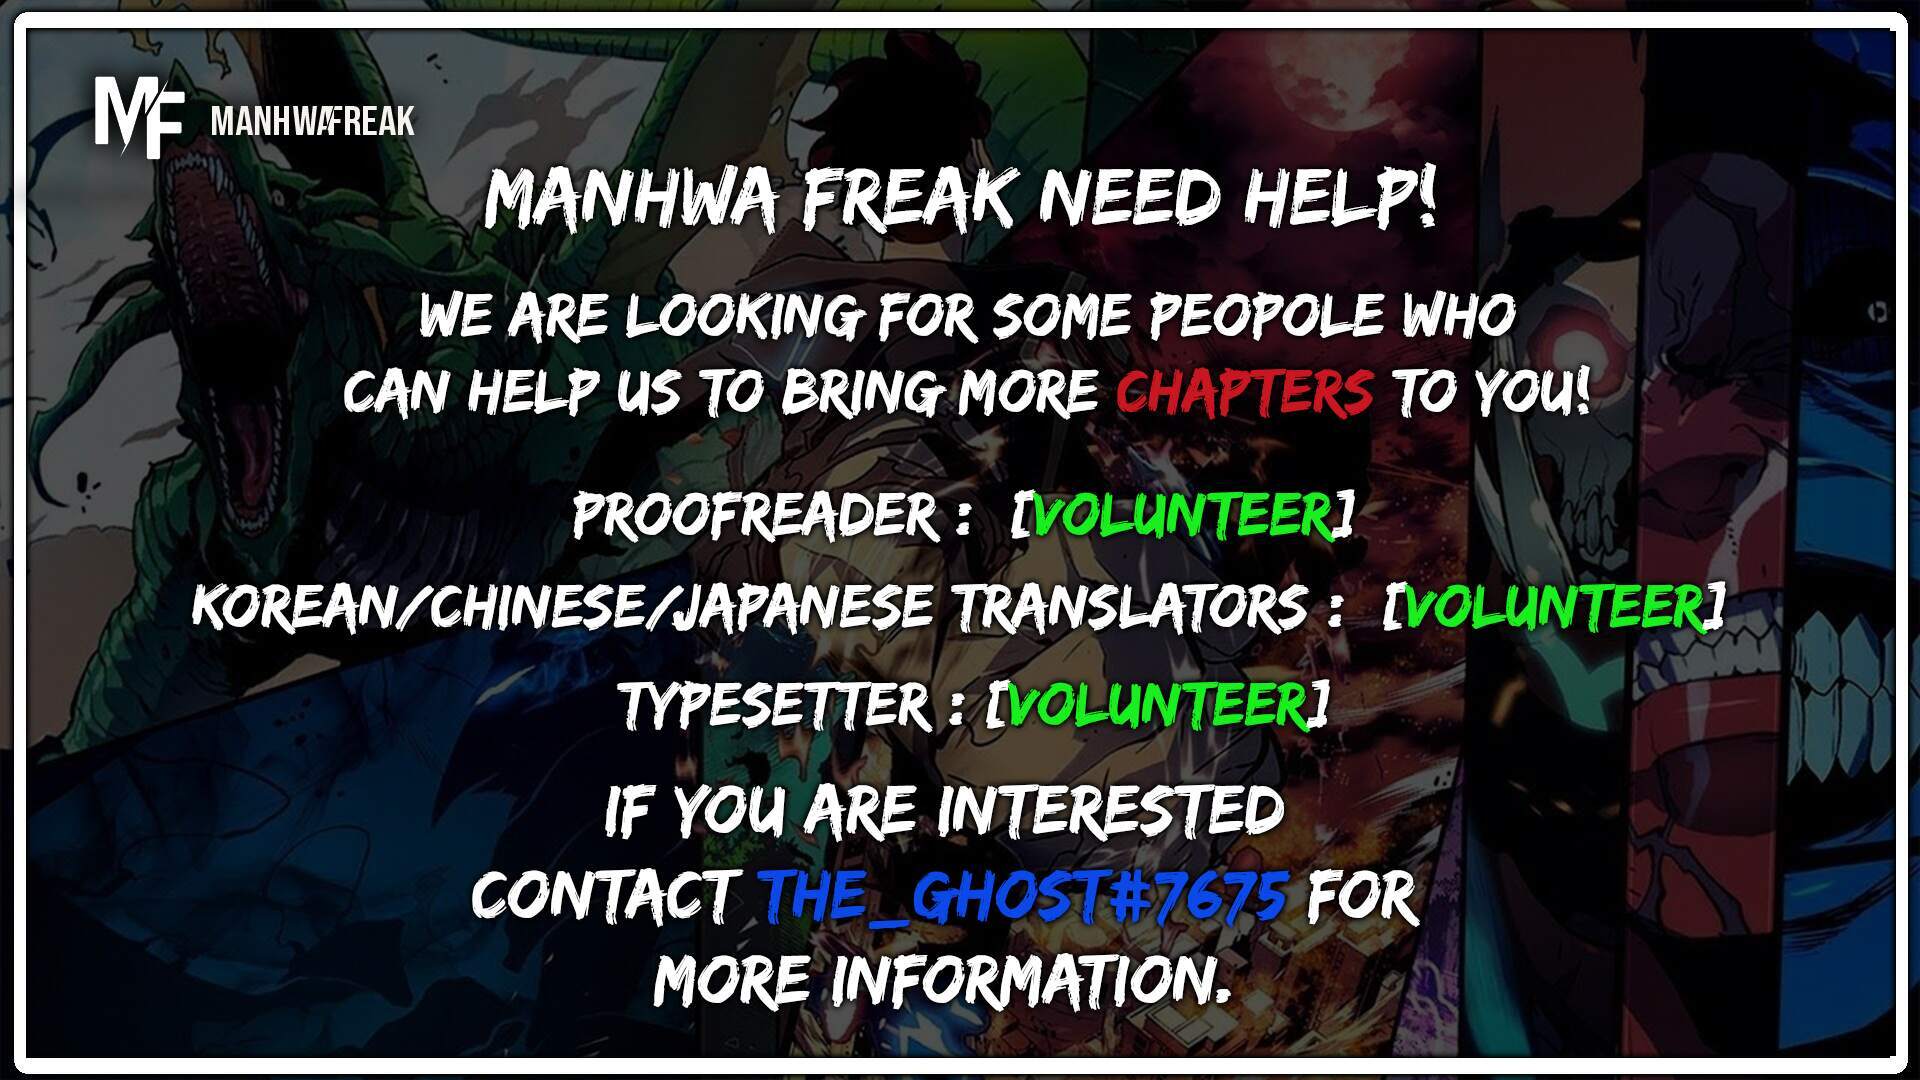 MF MANHWAFREAK
MANHWA FREAK NEED HELP!
WE ARE LOOKING FOR SOME PEOPOLE WHO
CAN HELP US TO BRING MORE CHAPTERS TO YOU!
PROOFREADER : [VOLUNTEER]
KOREAN/CHINESE/JAPANESE TRANSLATORS : [VOLUNTEER]
TYPESETTER : [VOLUNTEER]
IF YOU ARE INTERESTED
CONTACT THE_GHOST#7675 FOR
MORE INFORMATION.